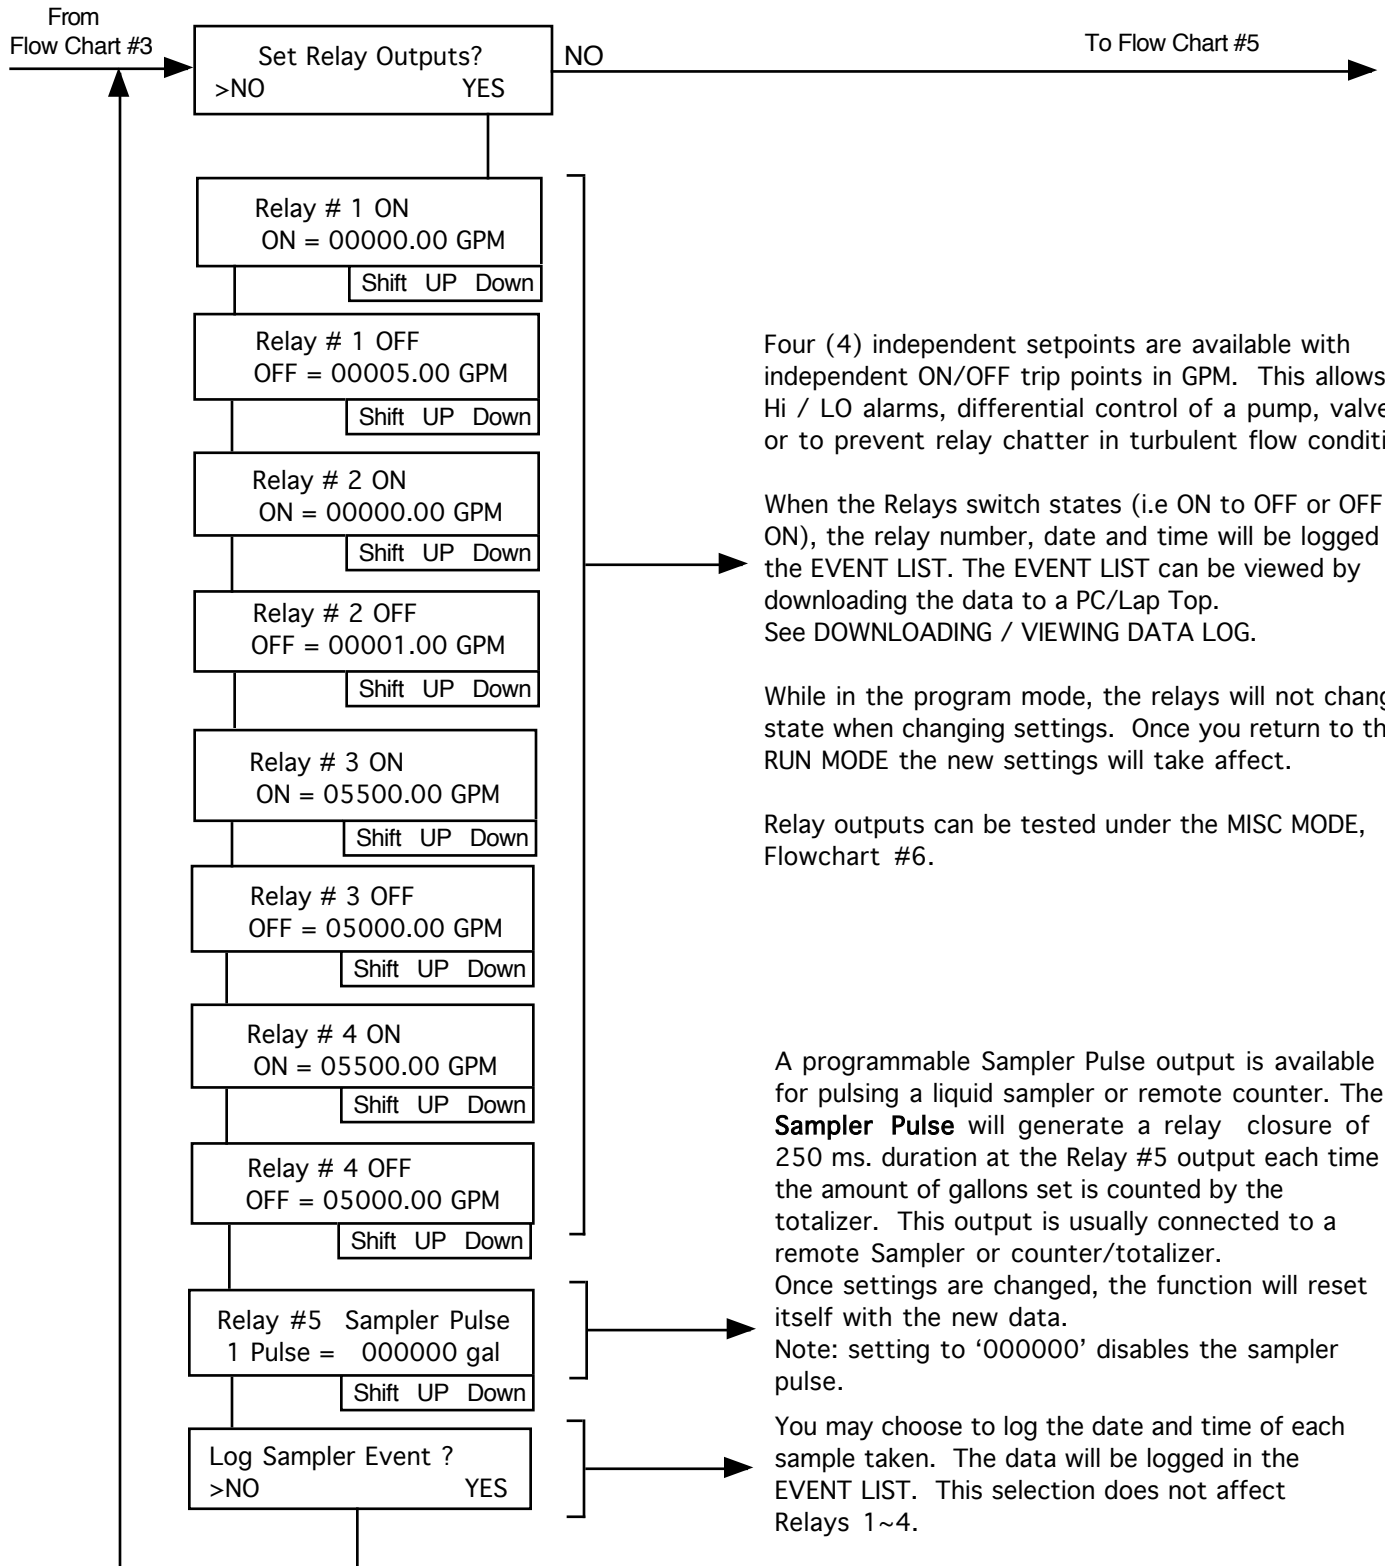 From
Flow Chart #3
Set Relay Outputs?
>NO YES
NO
To Flow Chart #5
Relay # 1 ON
ON = 00000.00 GPM
Shift UP Down
Relay # 1 OFF
OFF = 00005.00 GPM
Shift UP Down
Relay # 2 ON
ON = 00000.00 GPM
Shift UP Down
Relay # 2 OFF
OFF = 00001.00 GPM
Shift UP Down
Relay # 3 ON
ON = 05500.00 GPM
Shift UP Down
Relay # 3 OFF
OFF = 05000.00 GPM
Shift UP Down
Relay # 4 ON
ON = 05500.00 GPM
Shift UP Down
Relay # 4 OFF
OFF = 05000.00 GPM
Shift UP Down
Four (4) independent setpoints are available with
independent ON/OFF trip points in GPM. This allows
Hi / LO alarms, differential control of a pump, valve
or to prevent relay chatter in turbulent flow conditi
When the Relays switch states (i.e ON to OFF or OFF
ON), the relay number, date and time will be logged
the EVENT LIST. The EVENT LIST can be viewed by
downloading the data to a PC/Lap Top.
See DOWNLOADING / VIEWING DATA LOG.
While in the program mode, the relays will not chang
state when changing settings. Once you return to th
RUN MODE the new settings will take affect.
Relay outputs can be tested under the MISC MODE,
Flowchart #6.
Relay #5 Sampler Pulse
1 Pulse = 000000 gal
Shift UP Down
A programmable Sampler Pulse output is available
for pulsing a liquid sampler or remote counter. The
Sampler Pulse will generate a relay closure of
250 ms. duration at the Relay #5 output each time
the amount of gallons set is counted by the
totalizer. This output is usually connected to a
remote Sampler or counter/totalizer.
Once settings are changed, the function will reset
itself with the new data.
Note: setting to ‘000000’ disables the sampler
pulse.
Log Sampler Event ?
>NO YES
You may choose to log the date and time of each
sample taken. The data will be logged in the
EVENT LIST. This selection does not affect
Relays 1~4.